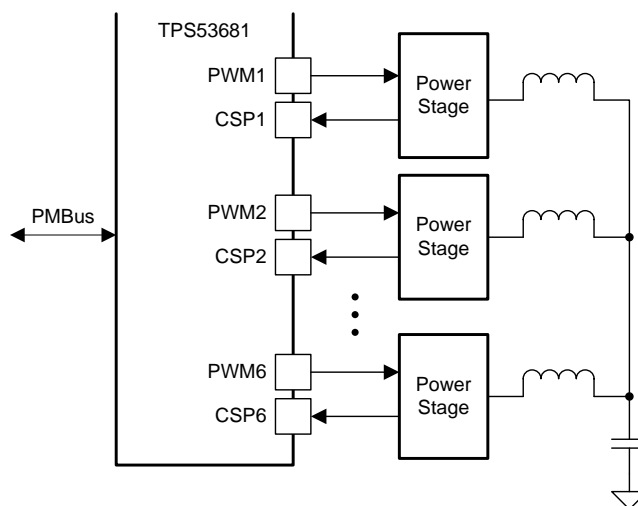 TPS53681
PWM1
CSP1
Power
Stage
PMBus
PWM2
CSP2
Power
Stage
PWM6
CSP6
Power
Stage